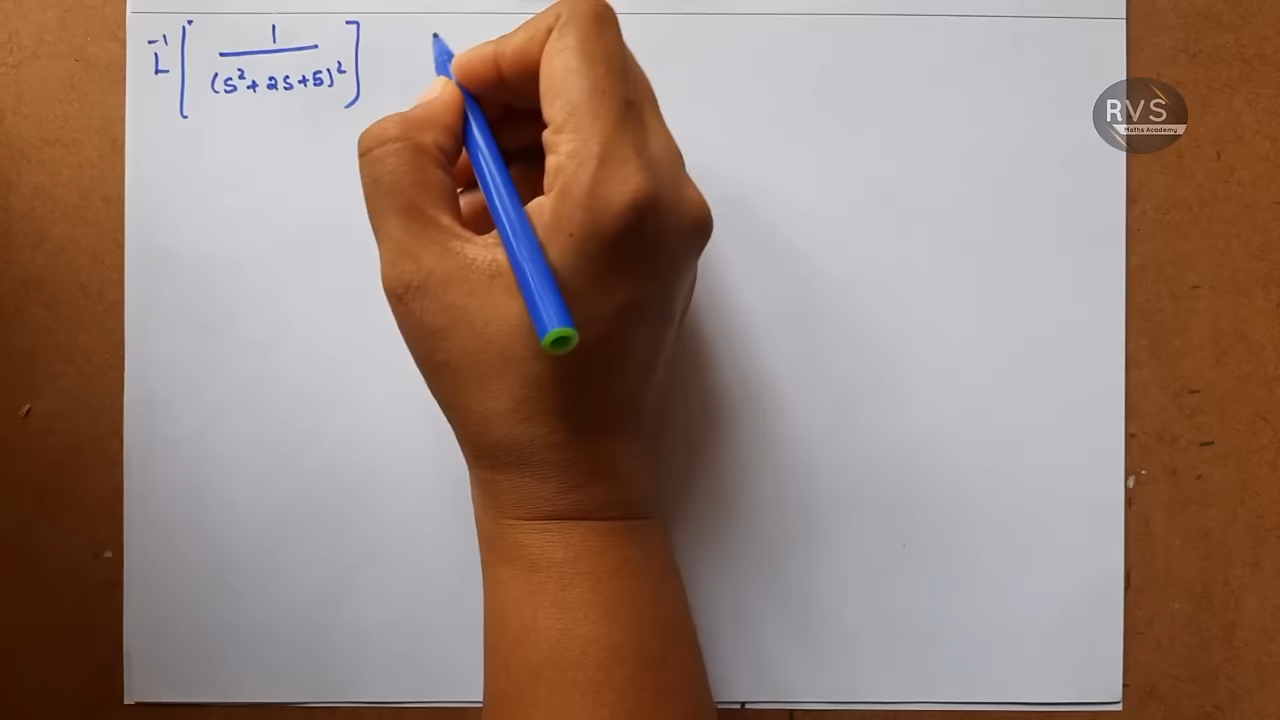 L⁻¹[ 1 / (s²+2s+5)² ]
RVS
Maths Academy